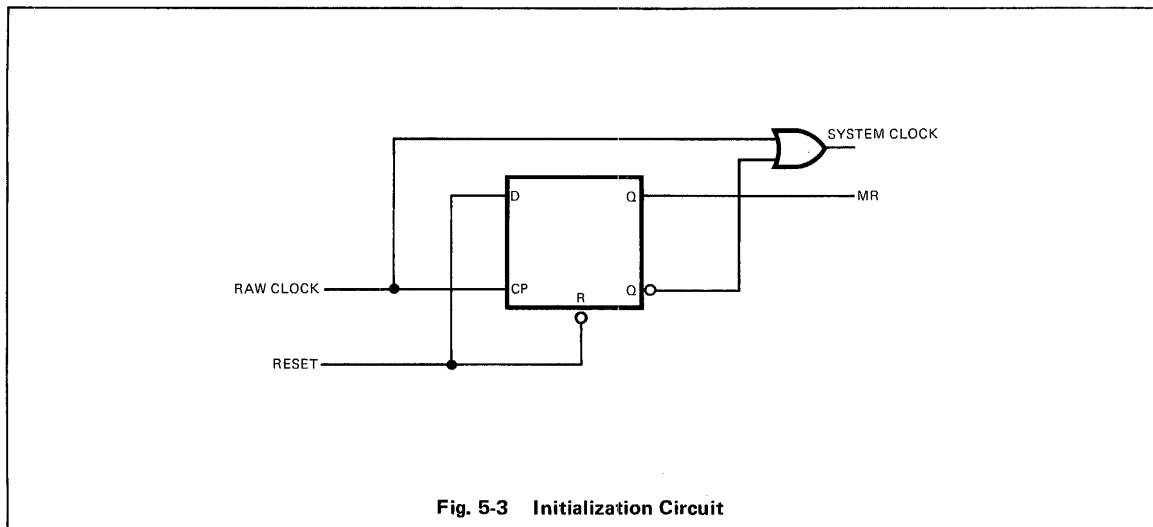 SYSTEM CLOCK
D
Q
MR
RAW CLOCK
CP
R
Q
RESET
Fig. 5-3 Initialization Circuit